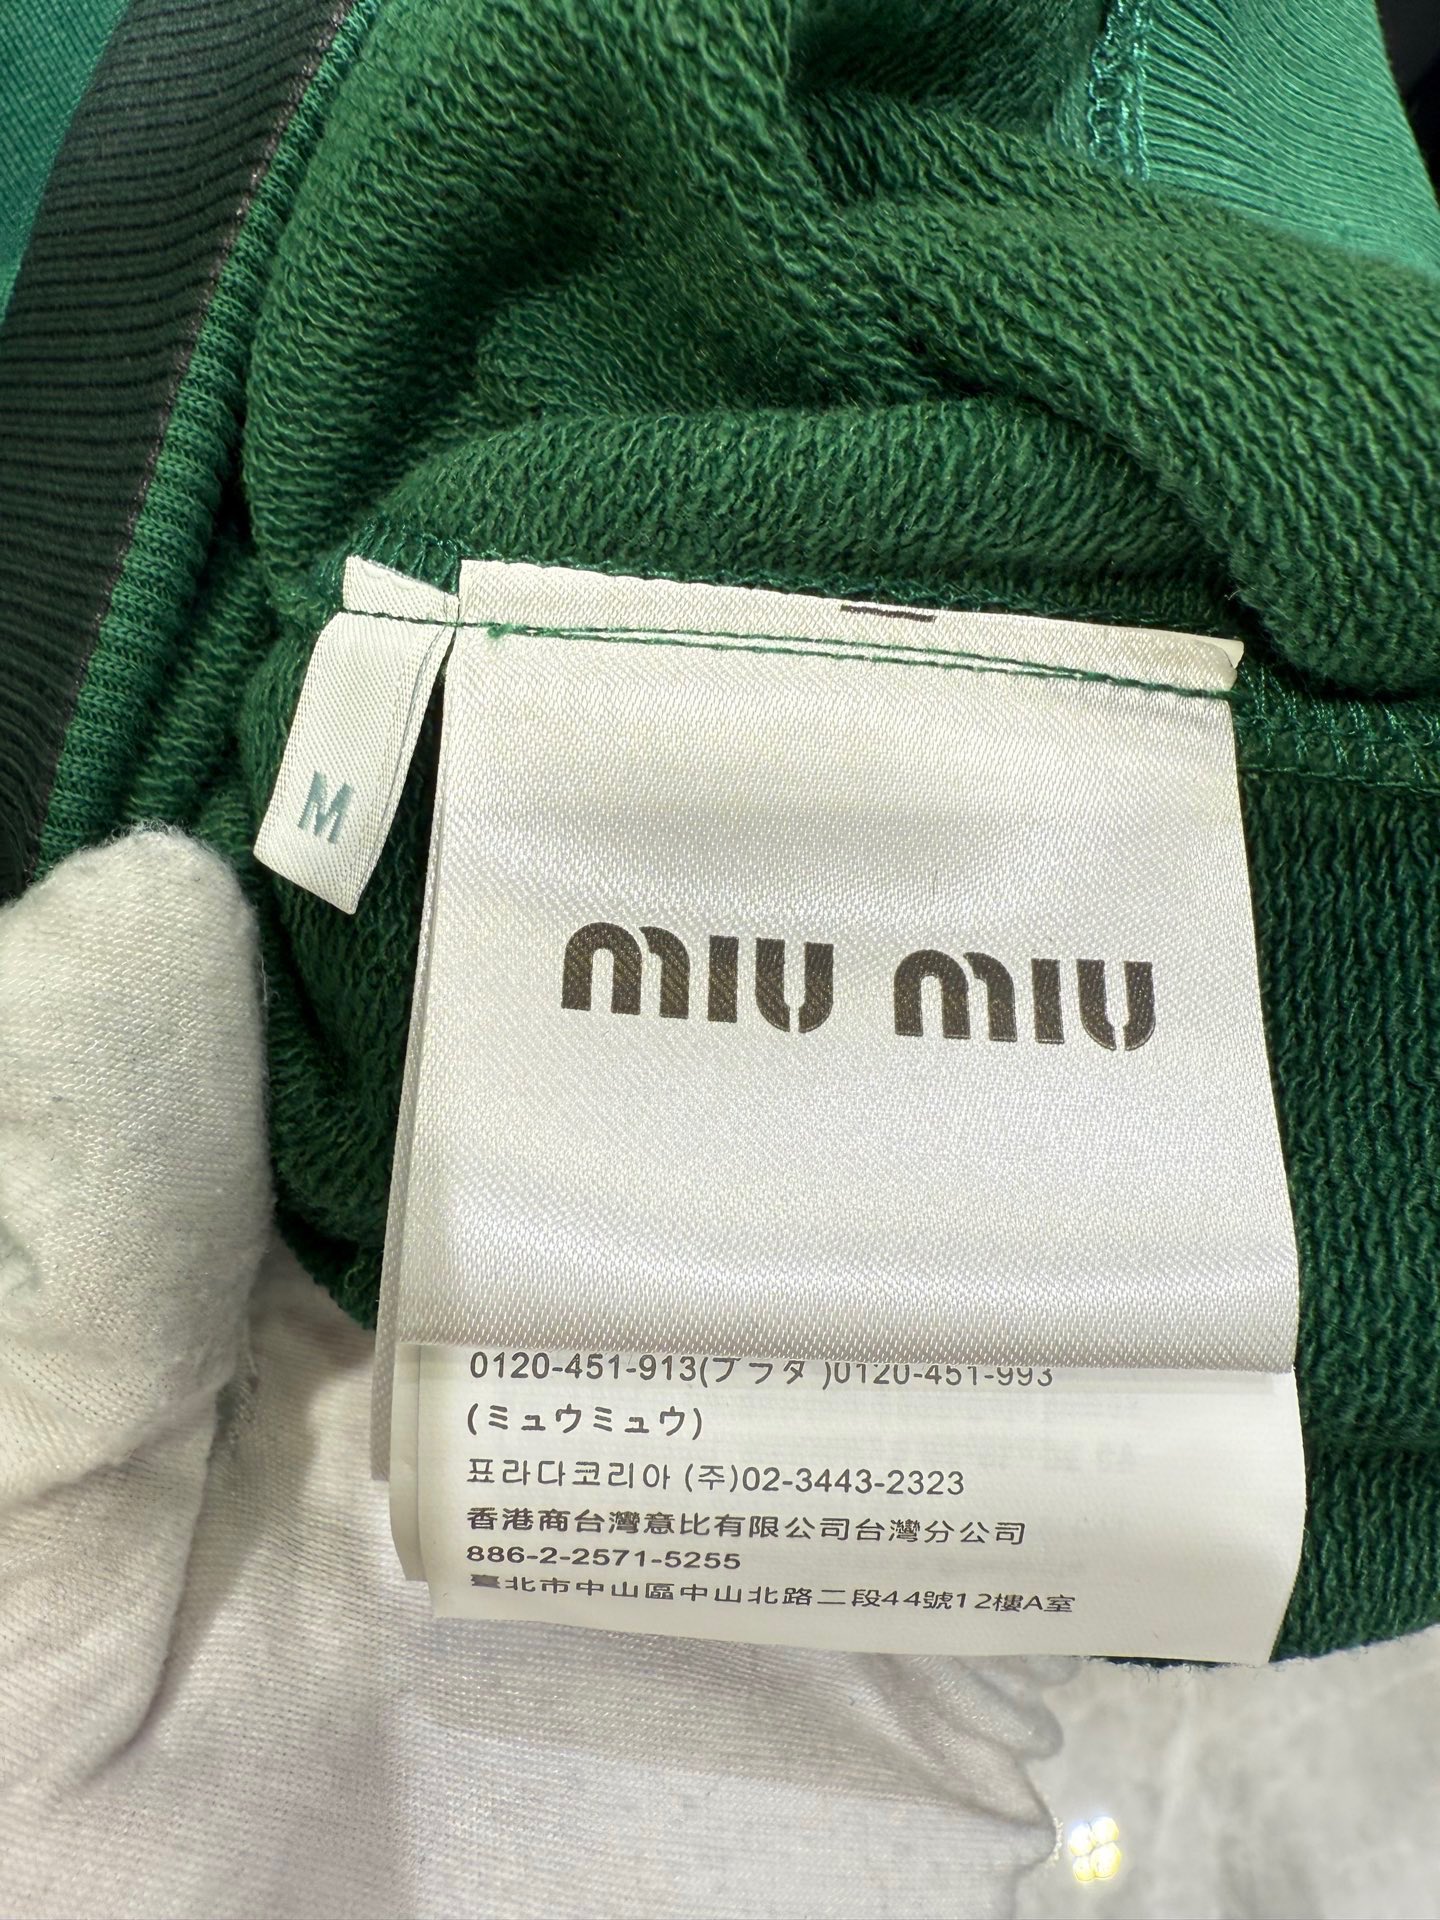 M
MIU MIU
0120-451-913(プラダ )0120-451-993
(ミュウミュウ)
프라다코리아 (주)02-3443-2323
香港商台灣意比有限公司台灣分公司
886-2-2571-5255
臺北市中山區中山北路二段44號12樓A室